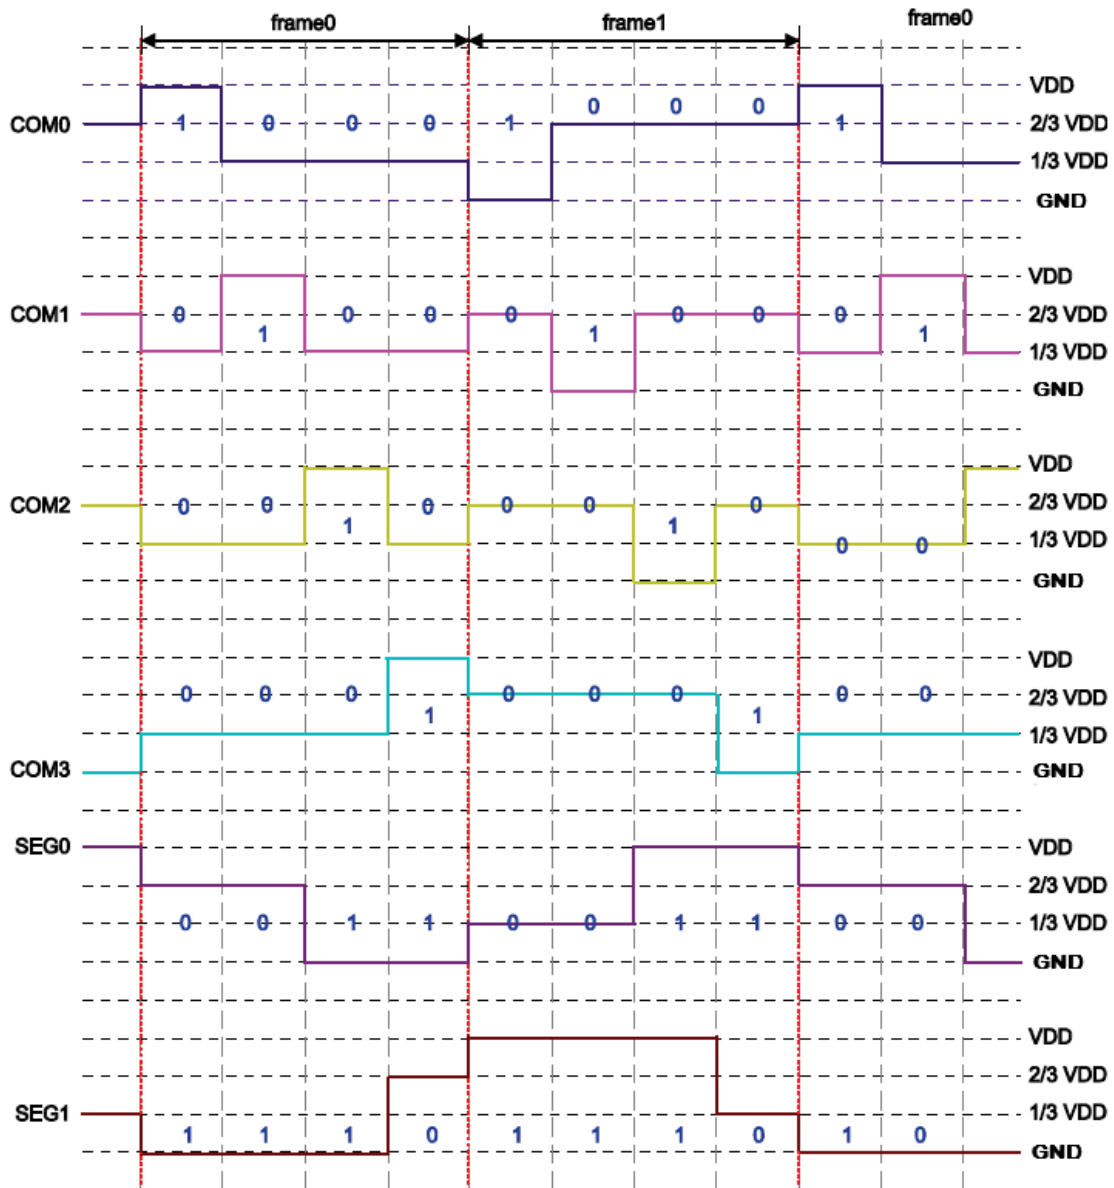 frame0 frame1 frame0
VDD
COM0 1 0 0 0 1 0 0 0 1 2/3 VDD
1/3 VDD
GND
VDD
COM1 0 1 0 0 0 1 0 0 0 1 2/3 VDD
1/3 VDD
GND
VDD
COM2 0 0 1 0 0 0 1 0 0 0 2/3 VDD
1/3 VDD
GND
VDD
0 0 0 1 0 0 0 1 0 0 2/3 VDD
1/3 VDD
COM3 GND
SEG0 VDD
2/3 VDD
0 0 1 1 0 0 1 1 0 0 1/3 VDD
GND
VDD
2/3 VDD
SEG1 1/3 VDD
1 1 1 0 1 1 1 0 1 0 GND